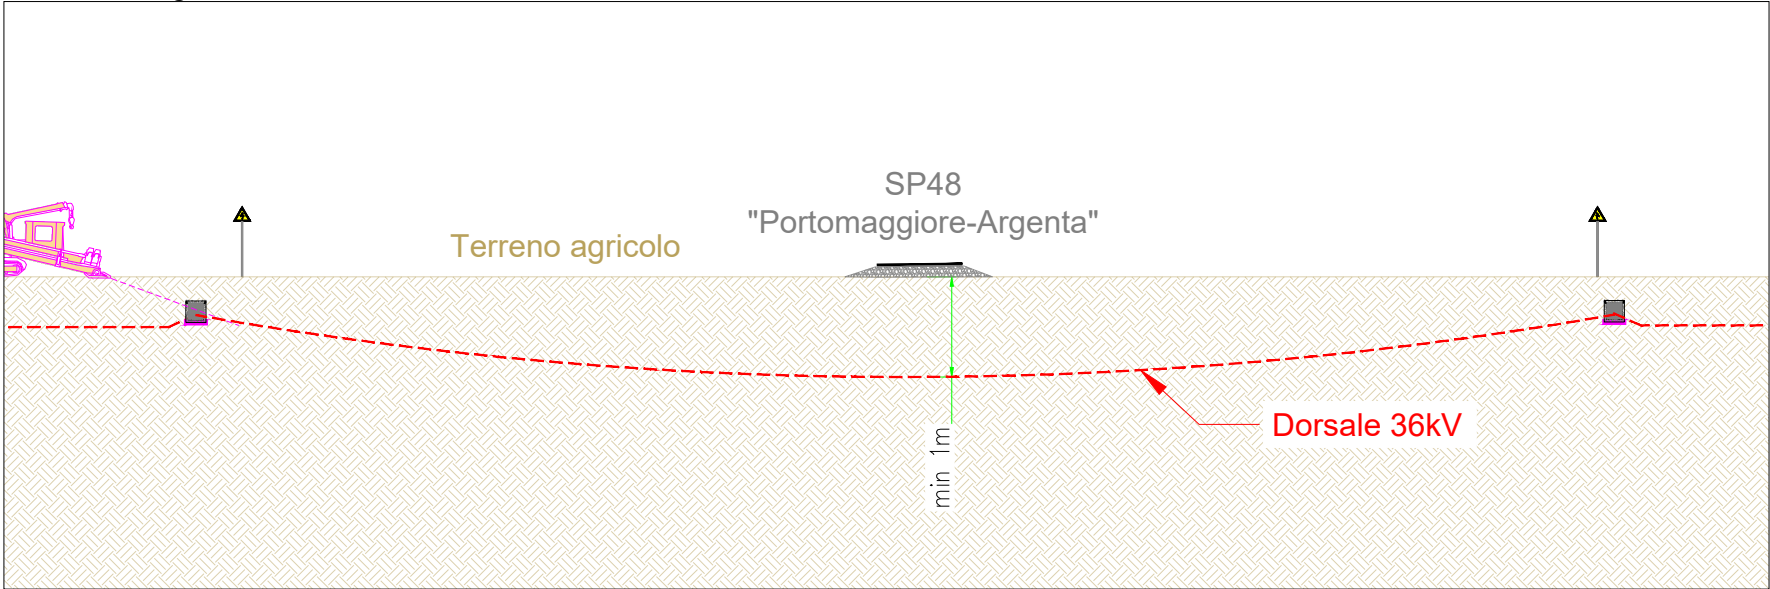 SP48
"Portomaggiore-Argenta"
Terreno agricolo
Dorsale 36kV
min 1m